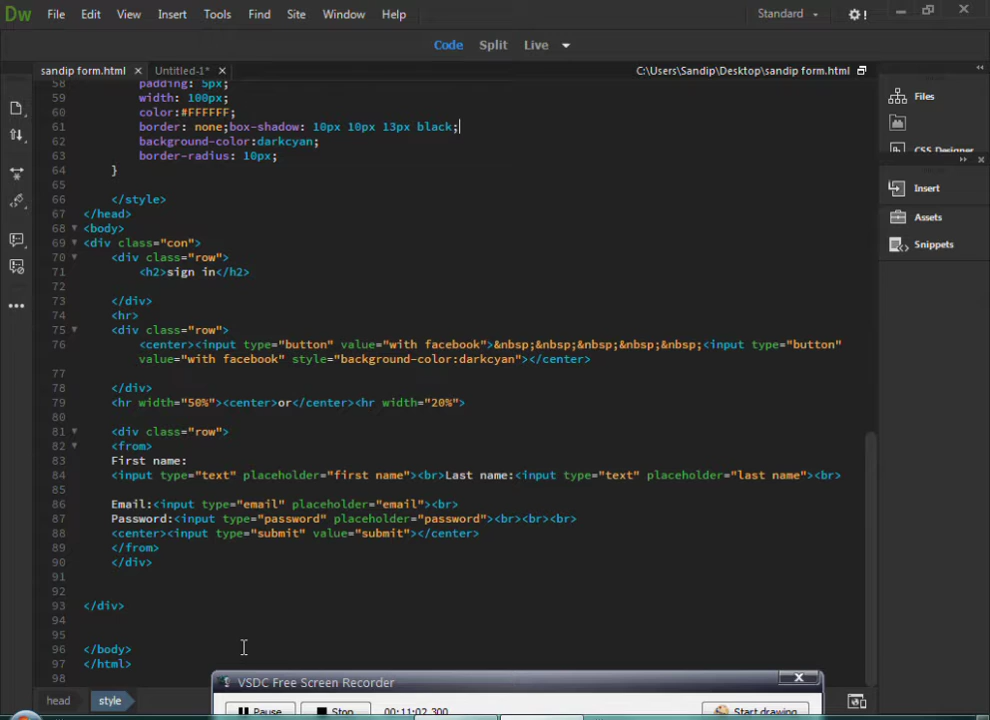 Dw File Edit View Insert Tools Find Site Window Help Standard
Code Split Live
sandip form.html Untitled-1* C:\Users\Sandip\Desktop\sandip form.html
58 padding: 5px;
59 width: 100px;
60 color:#FFFFFF;
61 border: none;box-shadow: 10px 10px 13px black;
62 background-color:darkcyan;
63 border-radius: 10px;
64 }
65
66 </style>
67 </head>
68 <body>
69 <div class="con">
70 <div class="row">
71 <h2>sign in</h2>
72
73 </div>
74 <hr>
75 <div class="row">
76 <center><input type="button" value="with facebook">&nbsp;&nbsp;&nbsp;&nbsp;&nbsp;<input type="button"
value="with facebook" style="background-color:darkcyan"></center>
77
78 </div>
79 <hr width="50%"><center>or</center><hr width="20%">
80
81 <div class="row">
82 <from>
83 First name:
84 <input type="text" placeholder="first name"><br>Last name:<input type="text" placeholder="last name"><br>
85
86 Email:<input type="email" placeholder="email"><br>
87 Password:<input type="password" placeholder="password"><br><br><br>
88 <center><input type="submit" value="submit"></center>
89 </from>
90 </div>
91
92
93 </div>
94
95
96 </body>
97 </html>
98
Files
CSS Designer
Insert
Assets
Snippets
VSDC Free Screen Recorder
head style
Pause Stop 00:11:02.300 Start drawing